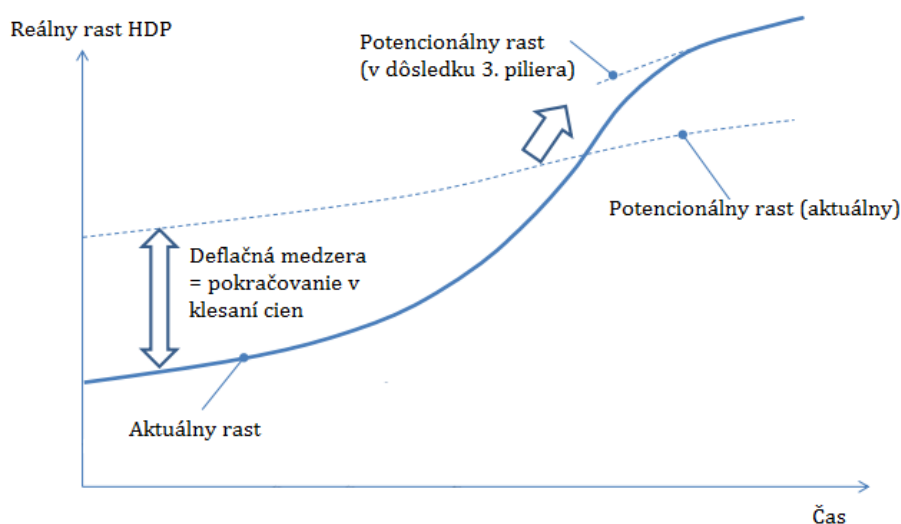 Reálny rast HDP
Potencionálny rast
(v dôsledku 3. piliera)
Potencionálny rast (aktuálny)
Deflačná medzera
= pokračovanie v
klesaní cien
Aktuálny rast
Čas